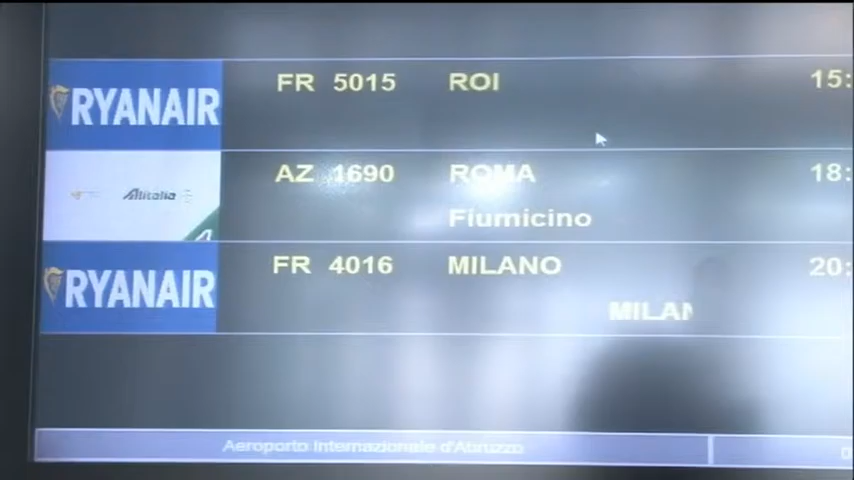 RYANAIR FR 5015 ROI 15:
Alitalia AZ 1690 ROMA 18:
Fiumicino
RYANAIR FR 4016 MILANO 20:
MILAN
Aeroporto Internazionale d'Abruzzo 0